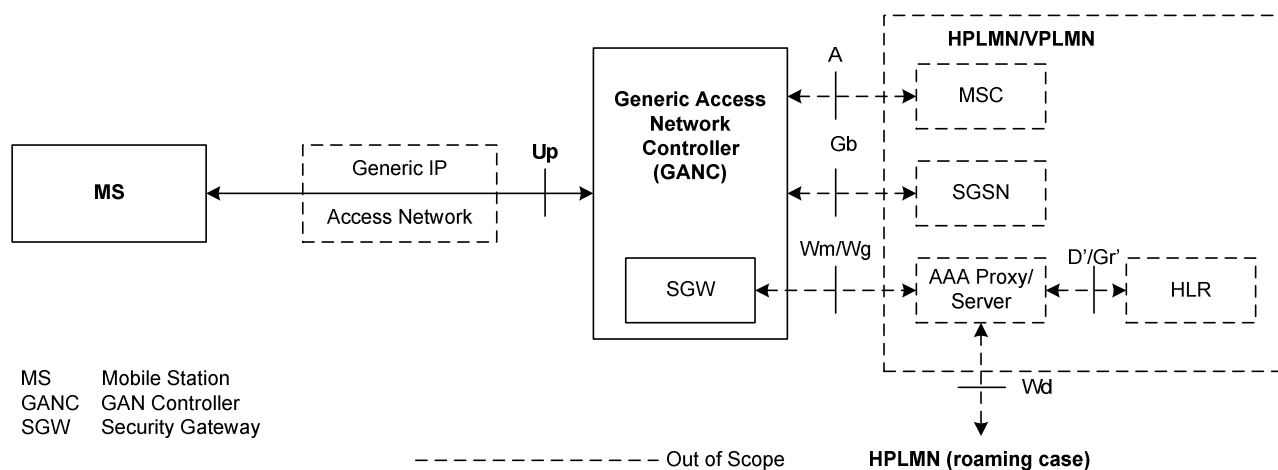 HPLMN/VPLMN
A
MSC
Generic Access
Network
Controller
(GANC)
Gb
Up
Generic IP
MS
SGSN
Access Network
Wm/Wg
D'/Gr'
AAA Proxy/
Server
SGW
HLR
MS Mobile Station
GANC GAN Controller
SGW Security Gateway
Wd
Out of Scope
HPLMN (roaming case)